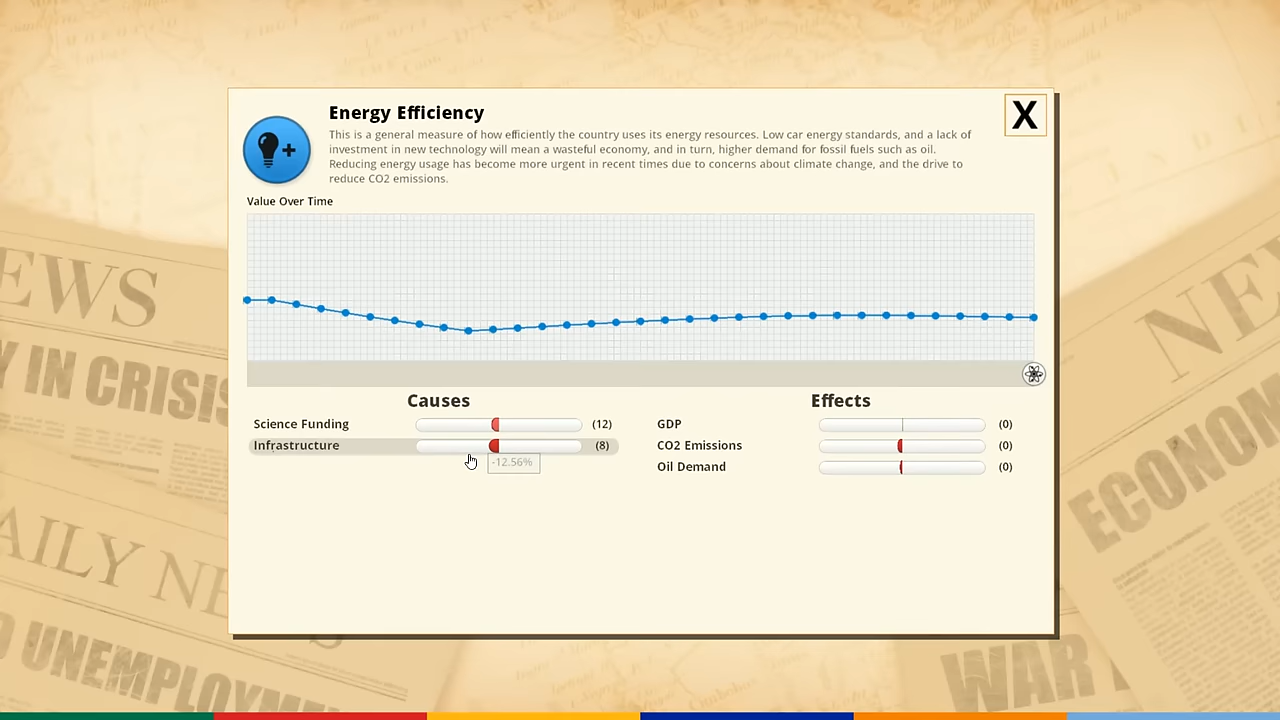 Energy Efficiency
X
This is a general measure of how efficiently the country uses its energy resources. Low car energy standards, and a lack of
investment in new technology will mean a wasteful economy, and in turn, higher demand for fossil fuels such as oil.
Reducing energy usage has become more urgent in recent times due to concerns about climate change, and the drive to
reduce CO2 emissions.
Value Over Time
Causes
Effects
Science Funding (12)
GDP (0)
Infrastructure (8)
CO2 Emissions (0)
-12.56%
Oil Demand (0)
EWS
Y IN CRISIS
AILY NE
UNEMPLOYM
NE
ECONOM
WAR